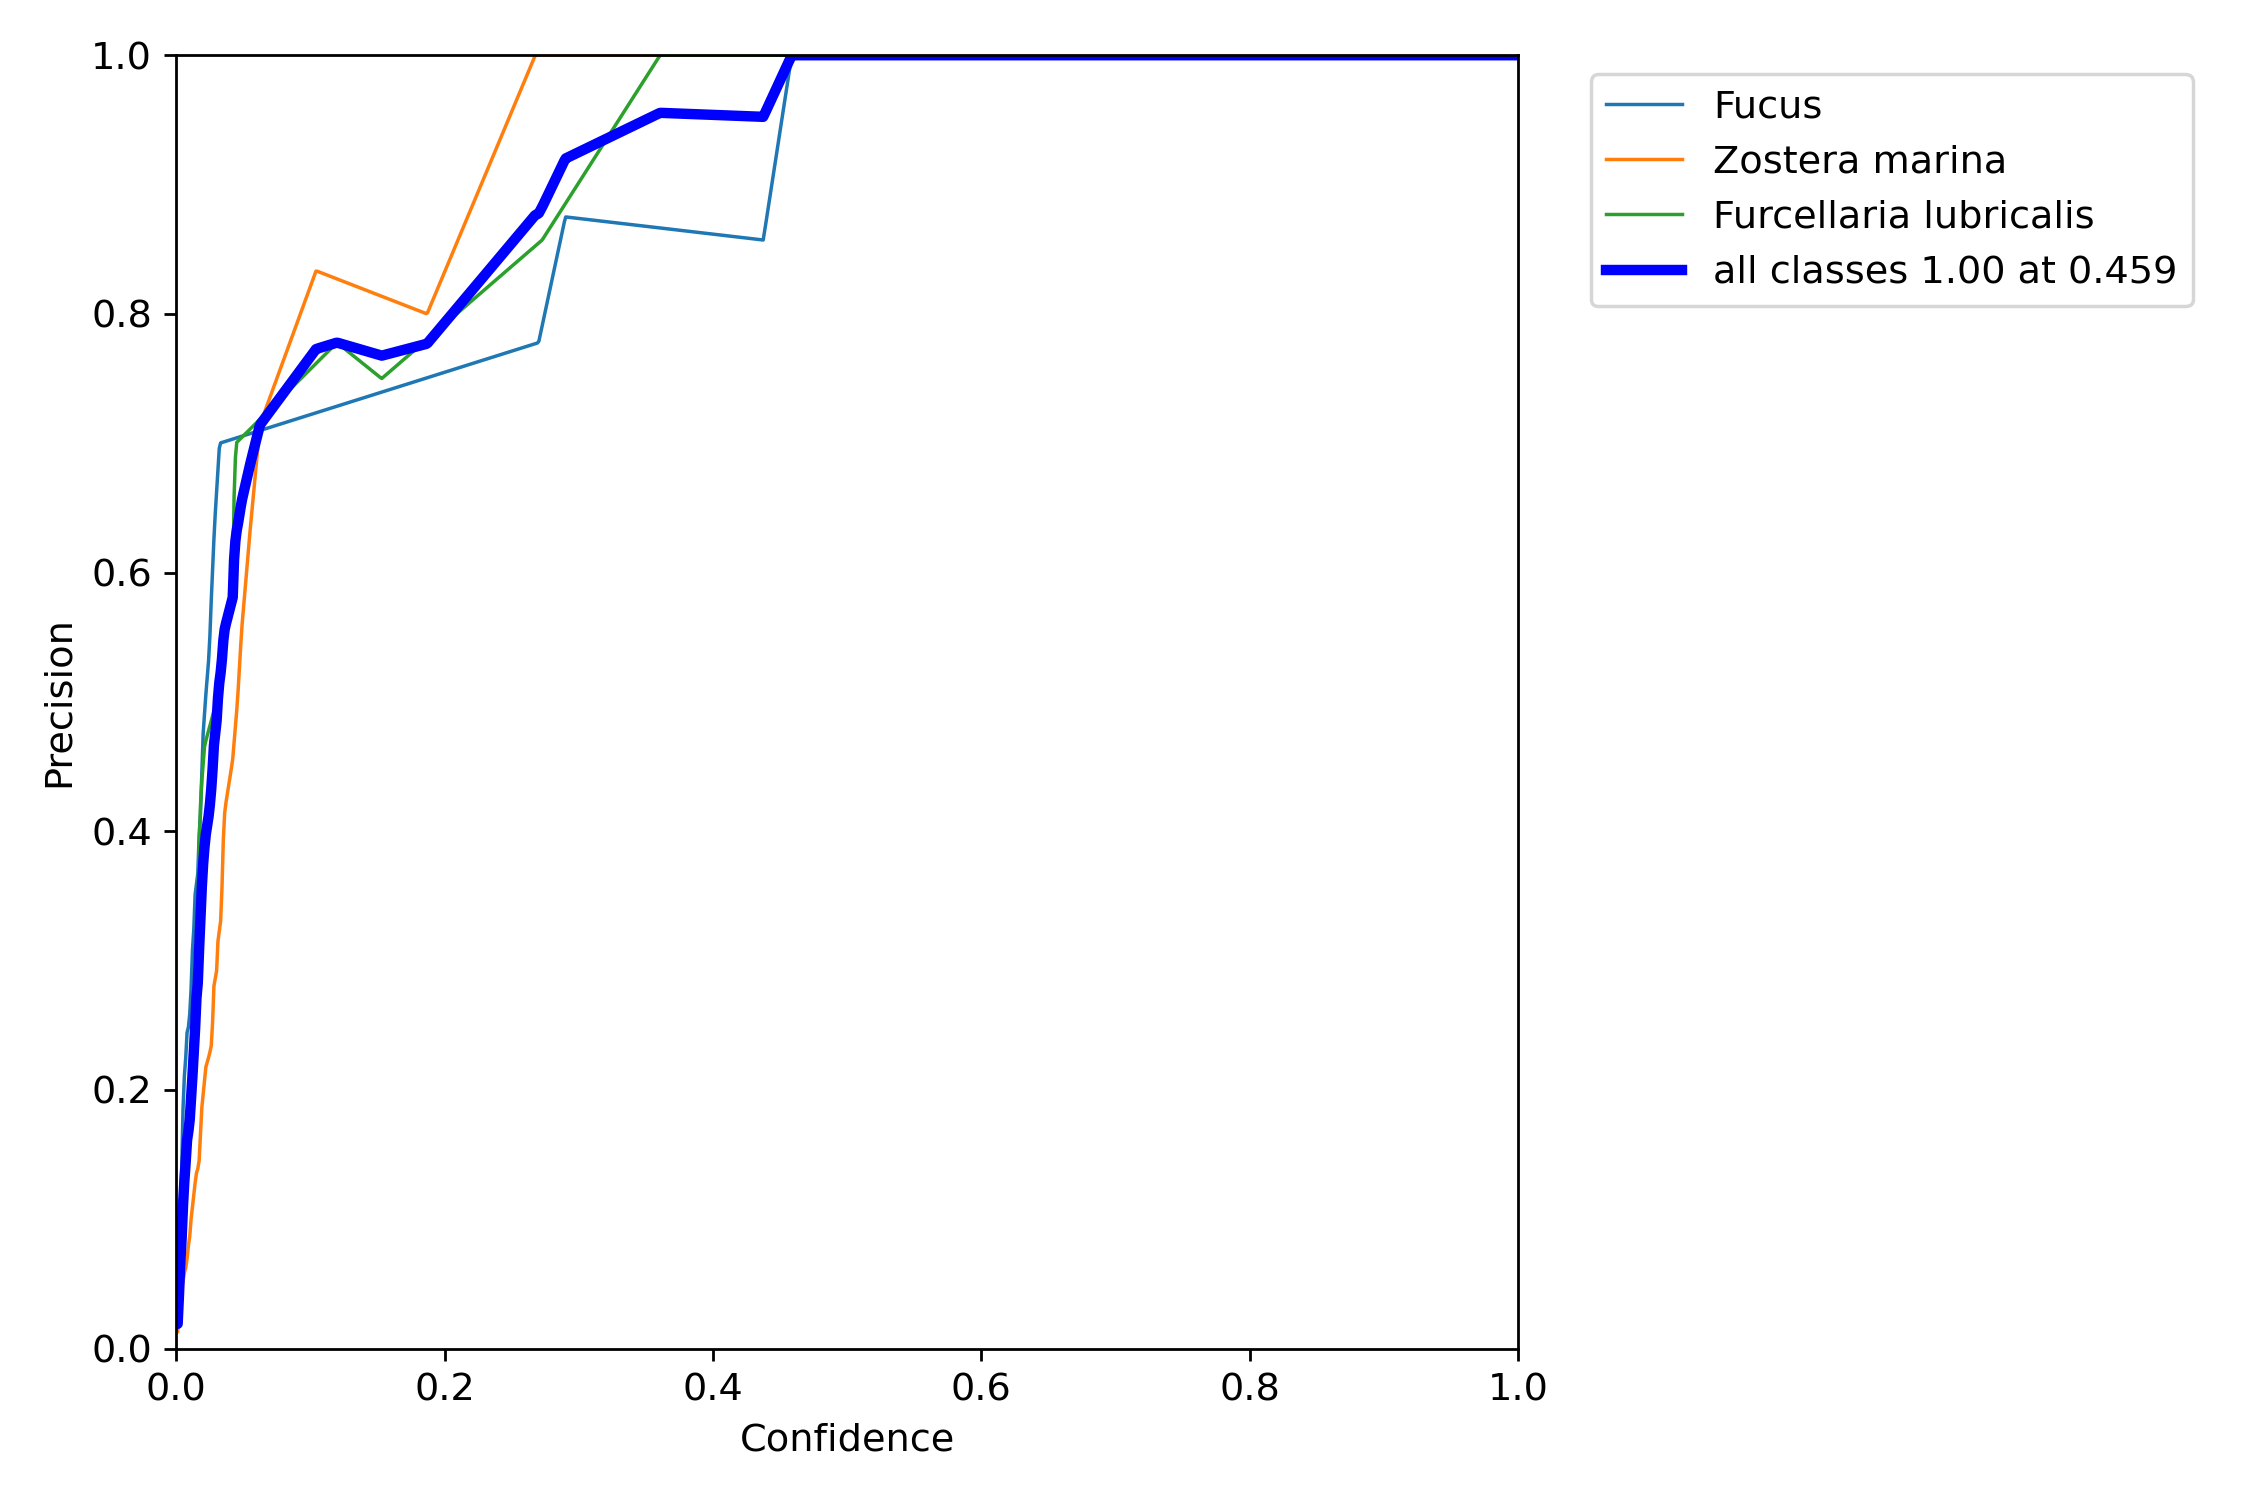 1.0
0.8
0.6
0.4
0.2
0.0
Precision
0.0 0.2 0.4 0.6 0.8 1.0
Confidence
Fucus
Zostera marina
Furcellaria lubricalis
all classes 1.00 at 0.459